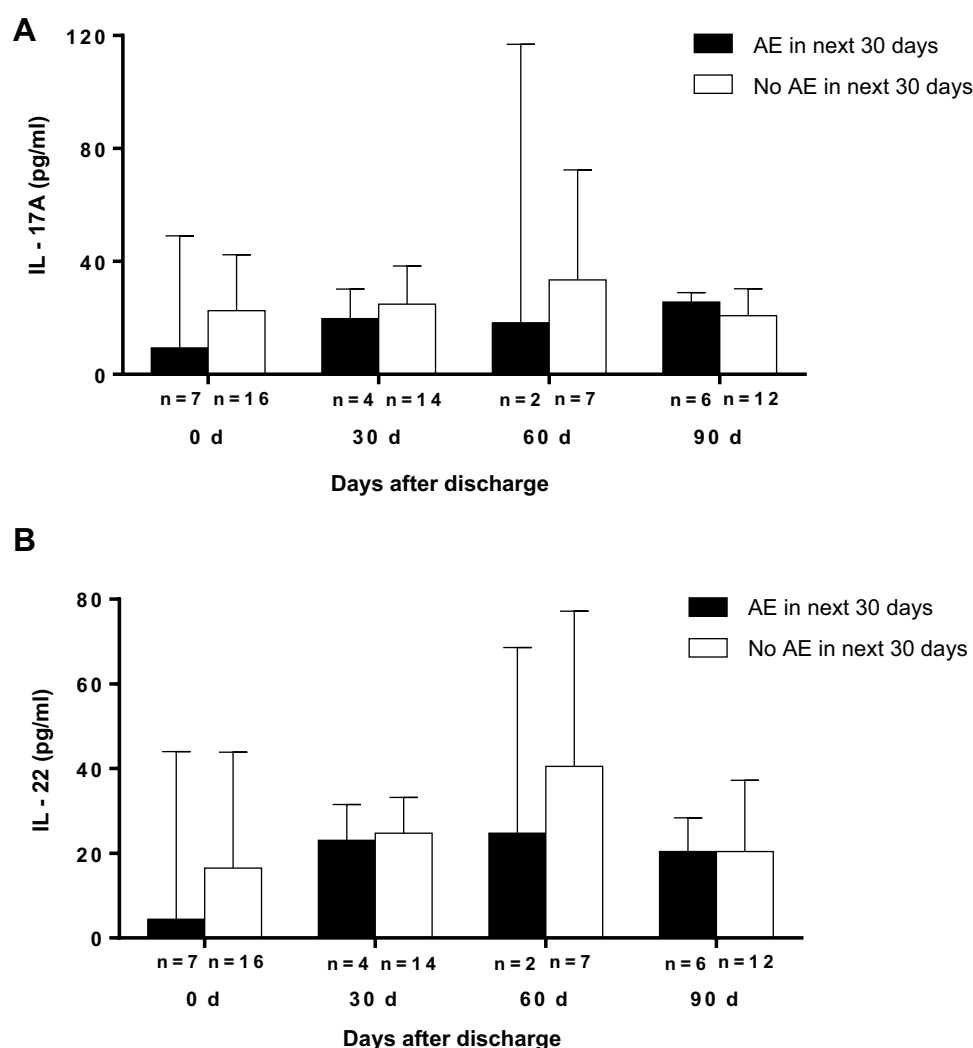 A
120
80
40
0
IL - 17A (pg/ml)
AE in next 30 days
No AE in next 30 days
n = 7 n = 16 n = 4 n = 14 n = 2 n = 7 n = 6 n = 12
0 d 30 d 60 d 90 d
Days after discharge
B
80
60
40
20
0
IL - 22 (pg/ml)
AE in next 30 days
No AE in next 30 days
n = 7 n = 16 n = 4 n = 14 n = 2 n = 7 n = 6 n = 12
0 d 30 d 60 d 90 d
Days after discharge